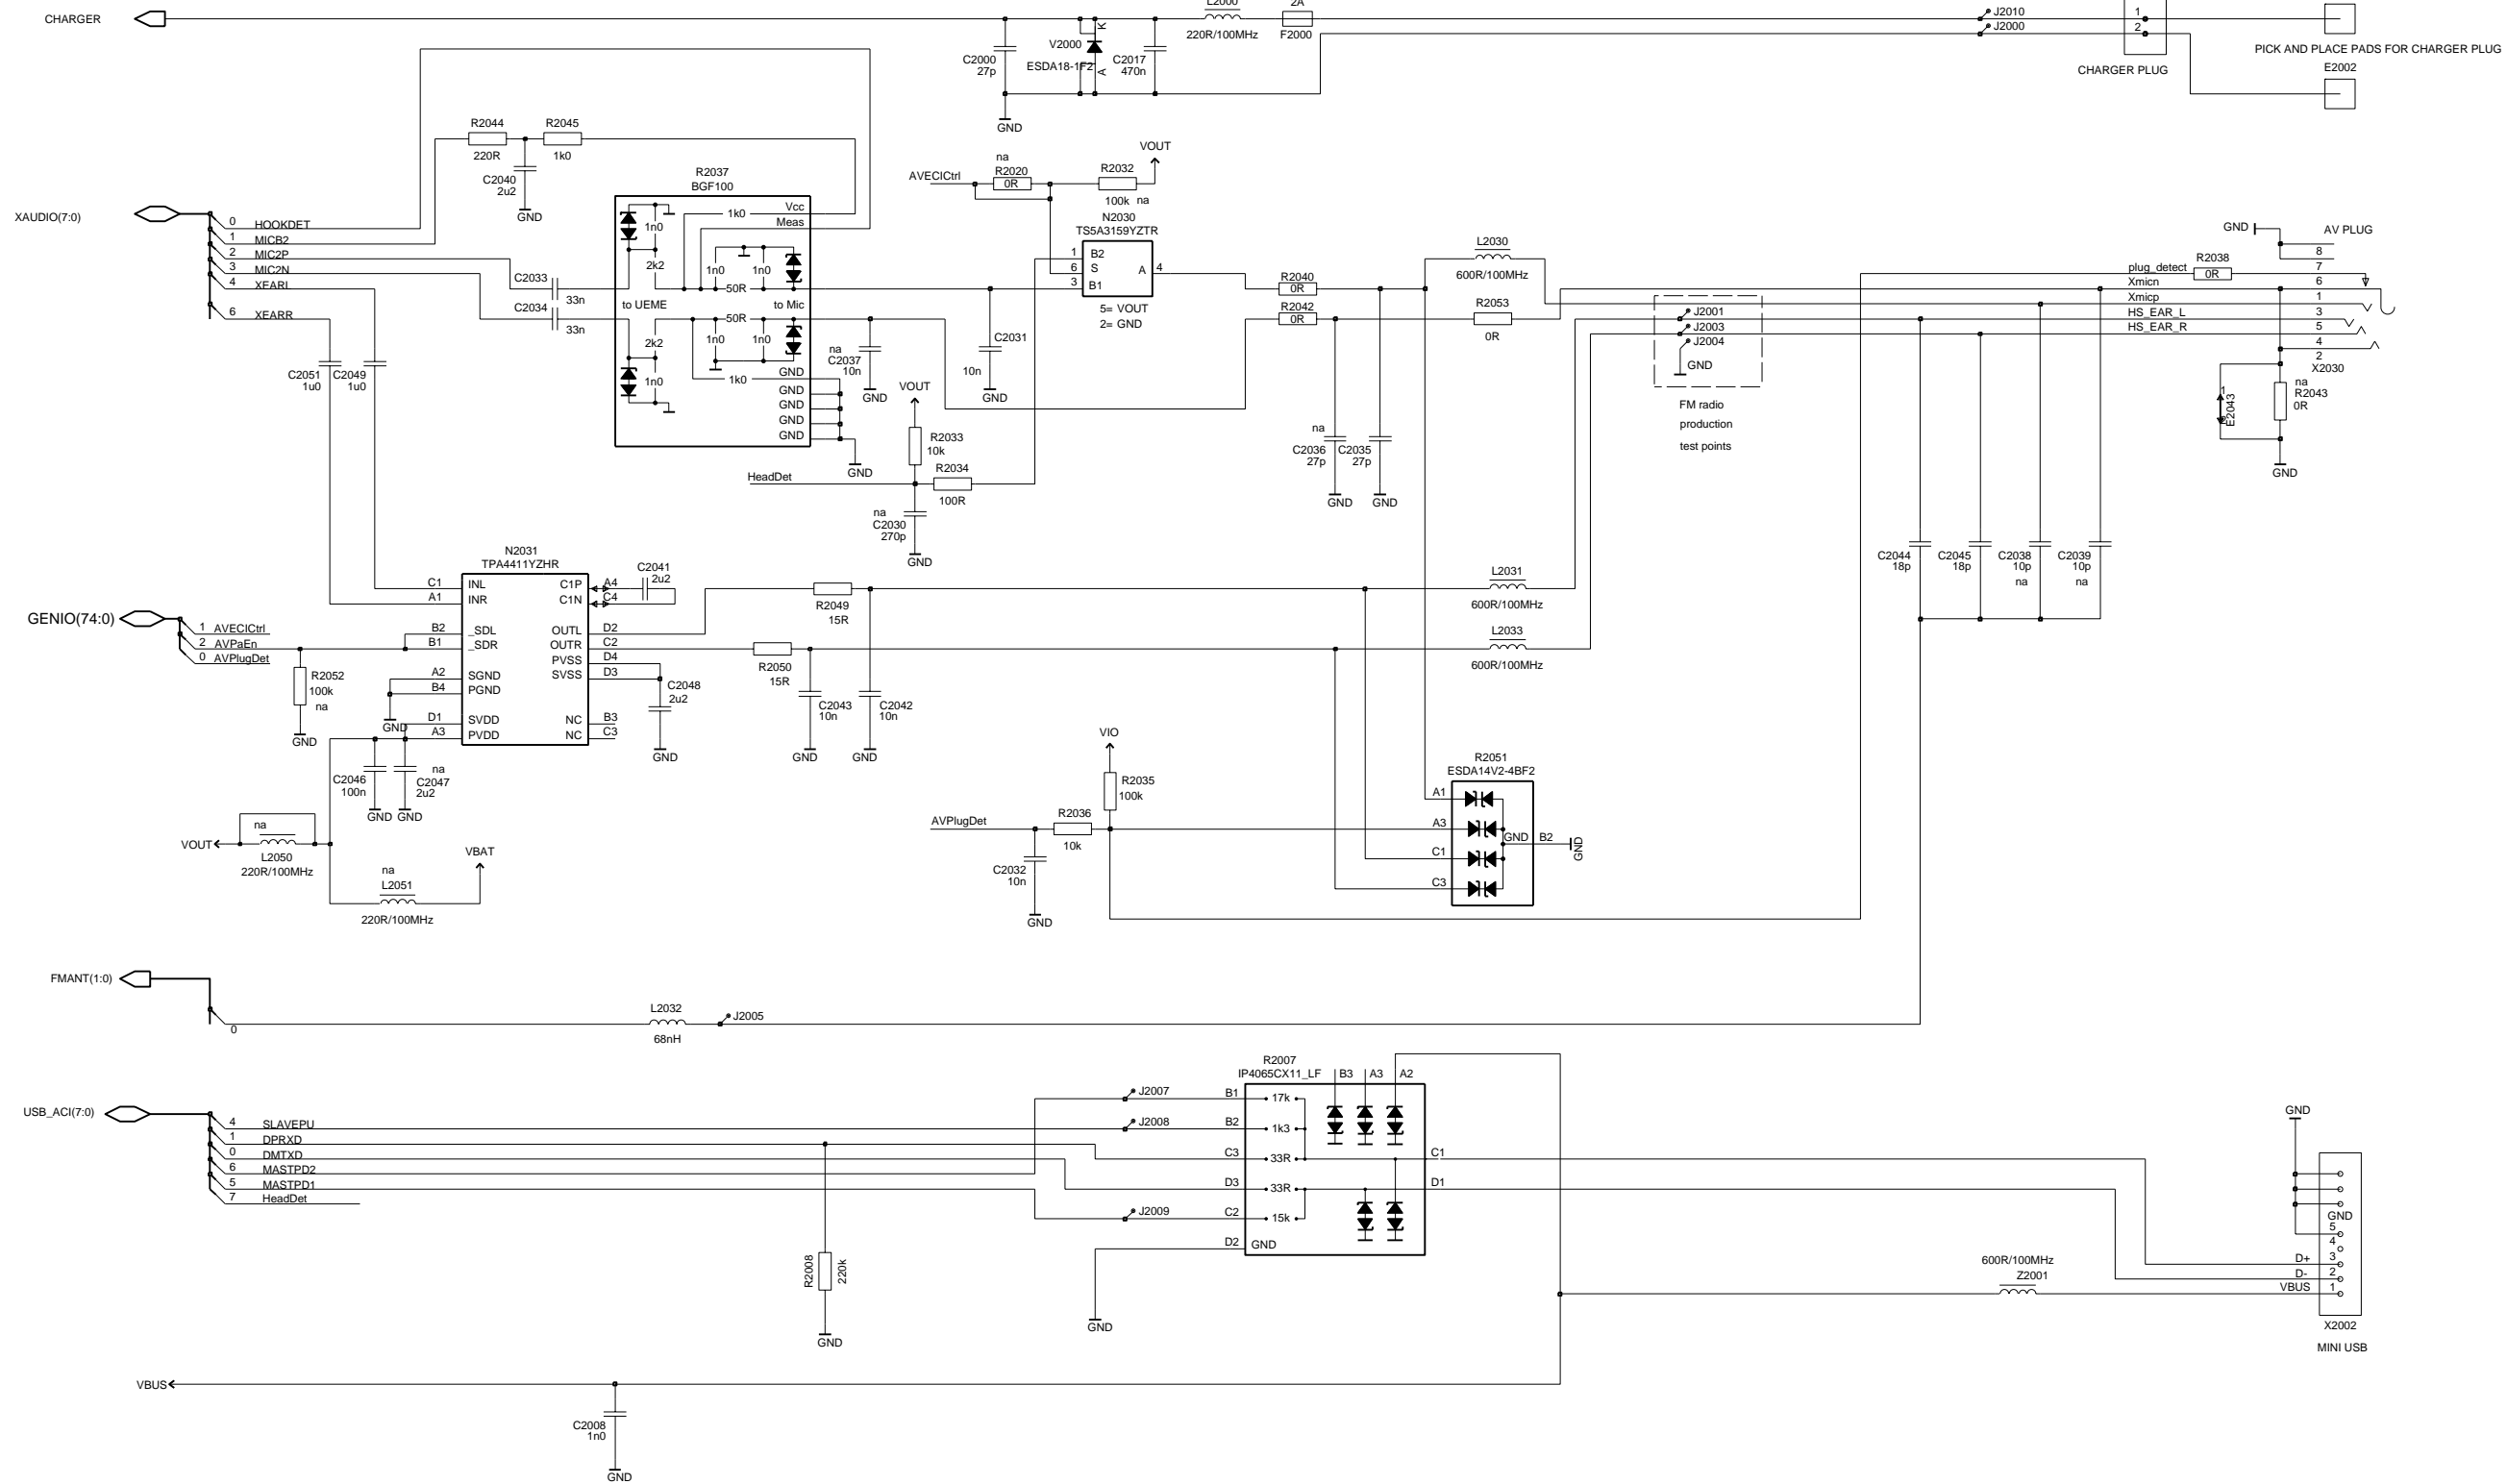 CHARGER
L2000
220R/100MHz
2A
F2000
J2010
J2000
1
2
CHARGER PLUG
PICK AND PLACE PADS FOR CHARGER PLUG
E2002
C2000
27p
V2000
ESDA18-1F2
K
A
C2017
470n
GND
R2044
220R
R2045
1k0
C2040
2u2
GND
R2037
BGF100
Vcc
Meas
1k0
1n0
2k2
1n0
1n0
50R
to UEME
to Mic
50R
2k2
1n0
1n0
1n0
1k0
GND
GND
GND
GND
GND
GND
XAUDIO(7:0)
0 HOOKDET
1 MICB2
2 MIC2P
3 MIC2N
4 XEARL
6 XEARR
C2033
33n
C2034
33n
C2051
1u0
C2049
1u0
AVECICtrl
na
R2020
0R
R2032
100k na
VOUT
N2030
TS5A3159YZTR
1 B2
6 S
3 B1
A 4
5= VOUT
2= GND
na
C2037
10n
GND
C2031
10n
GND
VOUT
R2033
10k
HeadDet
R2034
100R
na
C2030
270p
GND
R2040
0R
R2042
0R
L2030
600R/100MHz
R2053
0R
na
C2036
27p
GND
C2035
27p
GND
J2001
J2003
J2004
GND
FM radio
production
test points
GND
AV PLUG
8
plug_detect
R2038
0R
7
Xmicn
6
Xmicp
1
HS_EAR_L
3
HS_EAR_R
5
4
2
X2030
na
R2043
0R
E2043
1
GND
C2044
18p
C2045
18p
C2038
10p
na
C2039
10p
na
N2031
TPA4411YZHR
C1 INL
A1 INR
B2 _SDL
B1 _SDR
A2 SGND
B4 PGND
D1 SVDD
A3 PVDD
C1P A4
C1N C4
OUTL D2
OUTR C2
PVSS D4
SVSS D3
NC B3
NC C3
C2041
2u2
C2048
2u2
GND
GENIO(74:0)
1 AVECICtrl
2 AVPaEn
0 AVPlugDet
R2052
100k
na
GND
GND
C2046
100n
GND
na
C2047
2u2
GND
VOUT
na
L2050
220R/100MHz
na
L2051
220R/100MHz
VBAT
R2049
15R
R2050
15R
C2043
10n
GND
C2042
10n
GND
L2031
600R/100MHz
L2033
600R/100MHz
VIO
R2035
100k
AVPlugDet
R2036
10k
C2032
10n
GND
R2051
ESDA14V2-4BF2
A1
A3
C1
C3
GND
B2
GND
FMANT(1:0)
0
L2032
68nH
J2005
USB_ACI(7:0)
4 SLAVEPU
1 DPRXD
0 DMTXD
6 MASTPD2
5 MASTPD1
7 HeadDet
R2008
220k
GND
J2007
J2008
J2009
R2007
IP4065CX11_LF
B3
A3
A2
B1 17k
B2 1k3
C3 33R
D3 33R
C2 15k
D2 GND
C1
D1
GND
GND
GND
5
4
D+ 3
D- 2
VBUS 1
600R/100MHz
Z2001
X2002
MINI USB
VBUS
C2008
1n0
GND